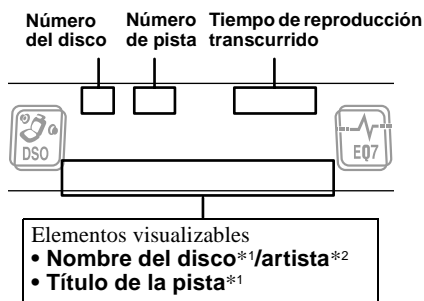 Número Número Tiempo de reproducción
del disco de pista transcurrido
DSO EQ7
Elementos visualizables
• Nombre del disco*1/artista*2
• Título de la pista*1